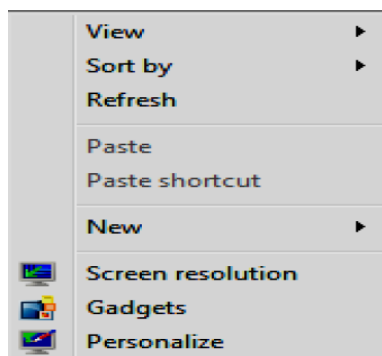 View
Sort by
Refresh
Paste
Paste shortcut
New
Screen resolution
Gadgets
Personalize